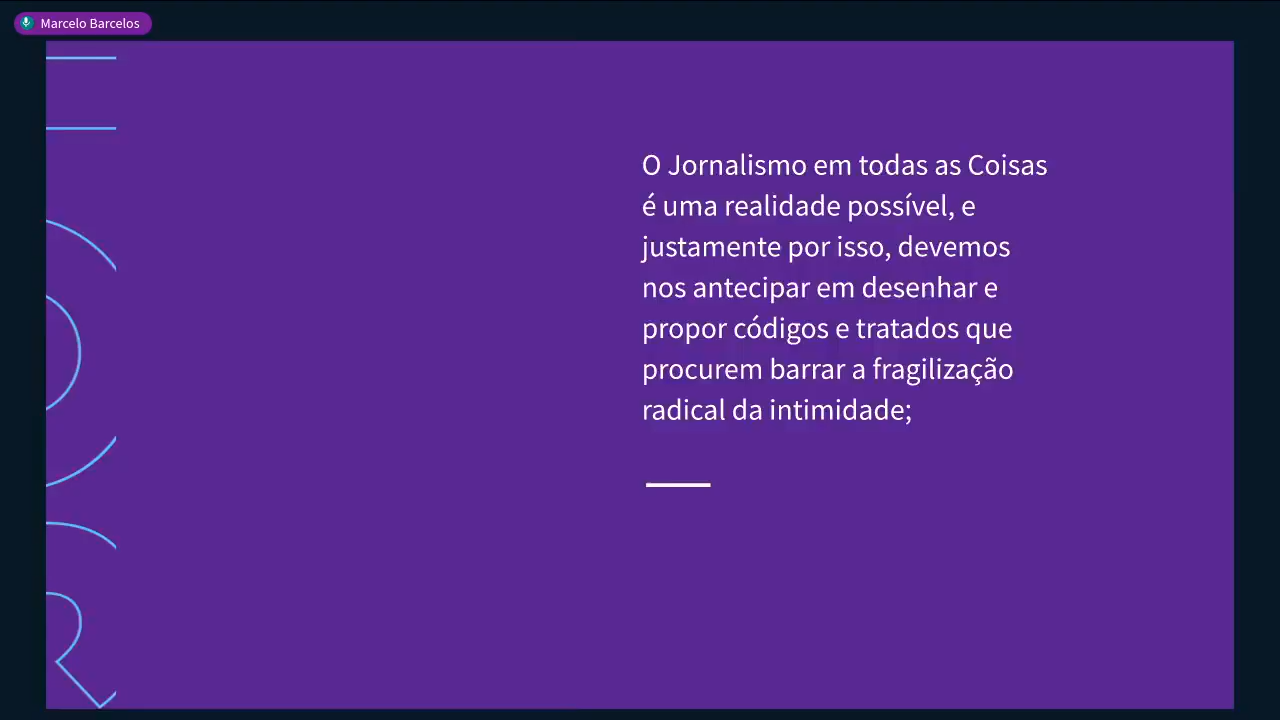 Marcelo Barcelos
O Jornalismo em todas as Coisas
é uma realidade possível, e
justamente por isso, devemos
nos antecipar em desenhar e
propor códigos e tratados que
procurem barrar a fragilização
radical da intimidade;